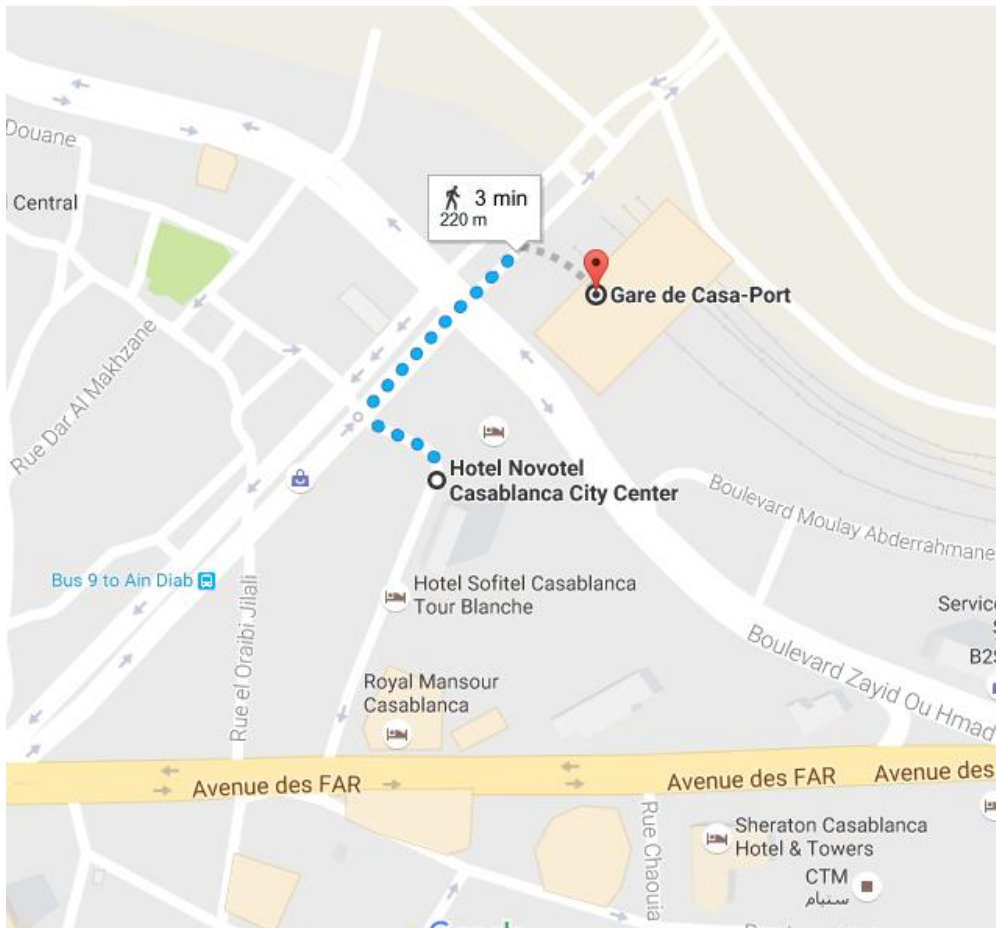 Douane
l Central
3 min
220 m
Gare de Casa-Port
Rue Dar Al Makhzane
Hotel Novotel
Casablanca City Center
Boulevard Moulay Abderrahmane
Bus 9 to Ain Diab
Hotel Sofitel Casablanca
Tour Blanche
Service
S
B2S
Rue el Oraibi Jilali
Boulevard Zayid Ou Hmad
Royal Mansour
Casablanca
Avenue des FAR
Avenue des FAR
Avenue des
Rue Chaouia
Sheraton Casablanca
Hotel & Towers
CTM
ستيام